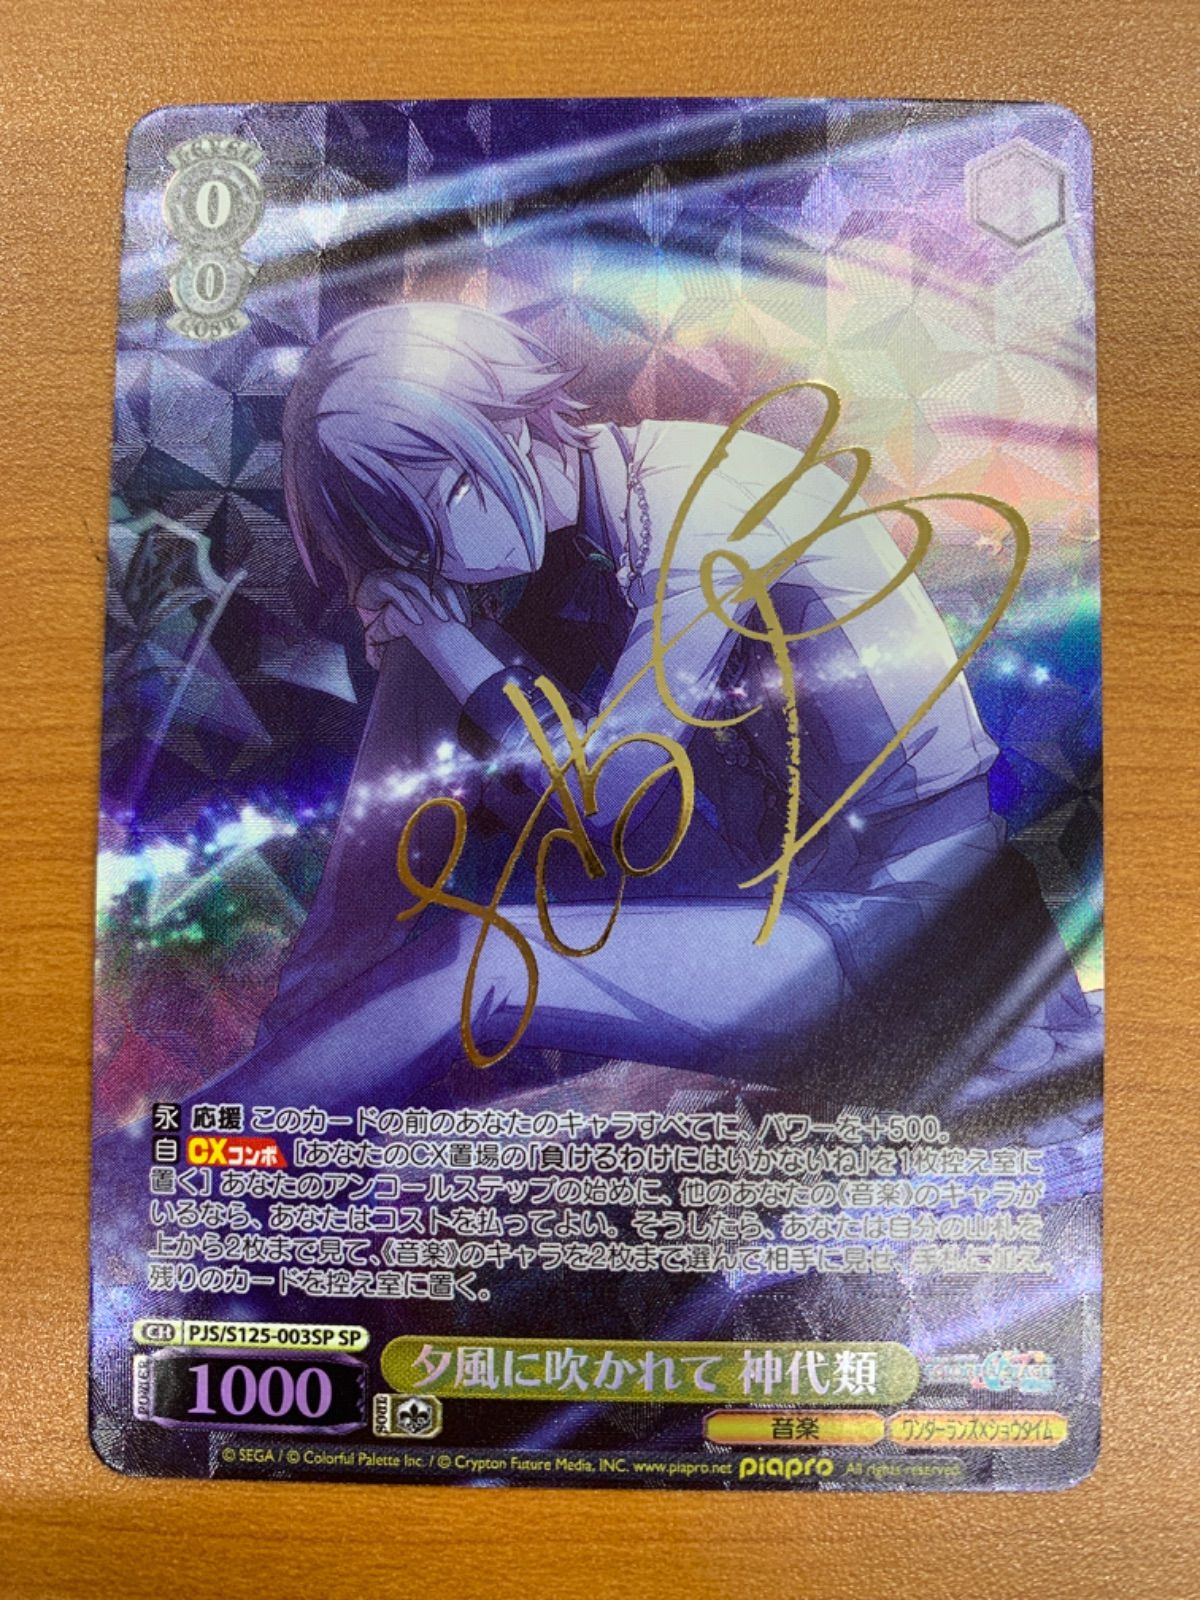 LEVEL
0
0
COST
永 応援 このカードの前のあなたのキャラすべてに、パワーを+500。
自 CXコンボ [あなたのCX置場の「負けるわけにはいかないね」を1枚控え室に
置く] あなたのアンコールステップの始めに、他のあなたの《音楽》のキャラが
いるなら、あなたはコストを払ってよい。そうしたら、あなたは自分の山札を
上から2枚まで見て、《音楽》のキャラを2枚まで選んで相手に見せ、手札に加え、
残りのカードを控え室に置く。
CH PJS/S125-003SP SP
POWER 1000
SOUL
夕風に吹かれて 神代類
音楽 ワンダーランズ×ショウタイム
© SEGA / © Colorful Palette Inc. / © Crypton Future Media, INC. www.piapro.net piapro All rights reserved.